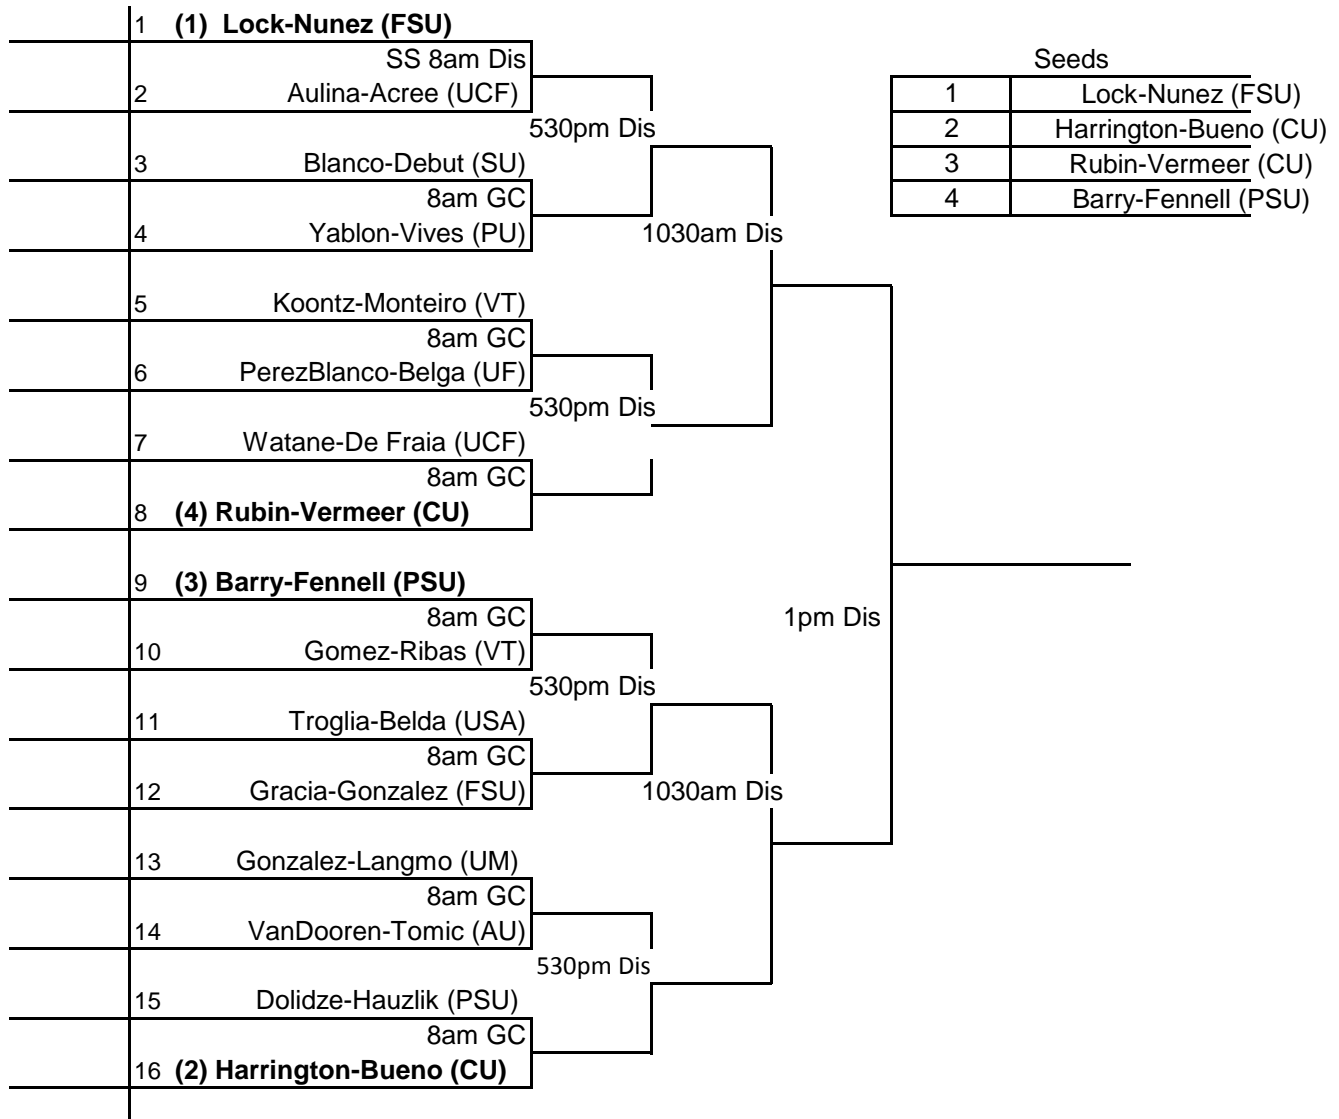 1 (1) Lock-Nunez (FSU)
SS 8am Dis
2 Aulina-Acree (UCF)
530pm Dis
3 Blanco-Debut (SU)
8am GC
4 Yablon-Vives (PU)
1030am Dis
5 Koontz-Monteiro (VT)
8am GC
6 PerezBlanco-Belga (UF)
530pm Dis
7 Watane-De Fraia (UCF)
8am GC
8 (4) Rubin-Vermeer (CU)
9 (3) Barry-Fennell (PSU)
8am GC
1pm Dis
10 Gomez-Ribas (VT)
530pm Dis
11 Troglia-Belda (USA)
8am GC
12 Gracia-Gonzalez (FSU)
1030am Dis
13 Gonzalez-Langmo (UM)
8am GC
14 VanDooren-Tomic (AU)
530pm Dis
15 Dolidze-Hauzlik (PSU)
8am GC
16 (2) Harrington-Bueno (CU)
Seeds
1 Lock-Nunez (FSU)
2 Harrington-Bueno (CU)
3 Rubin-Vermeer (CU)
4 Barry-Fennell (PSU)